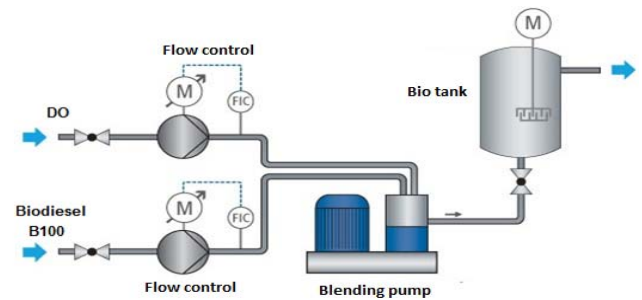 Flow control
M
FIC
DO
Biodiesel
B100
M
FIC
Flow control
Blending pump
Bio tank
M